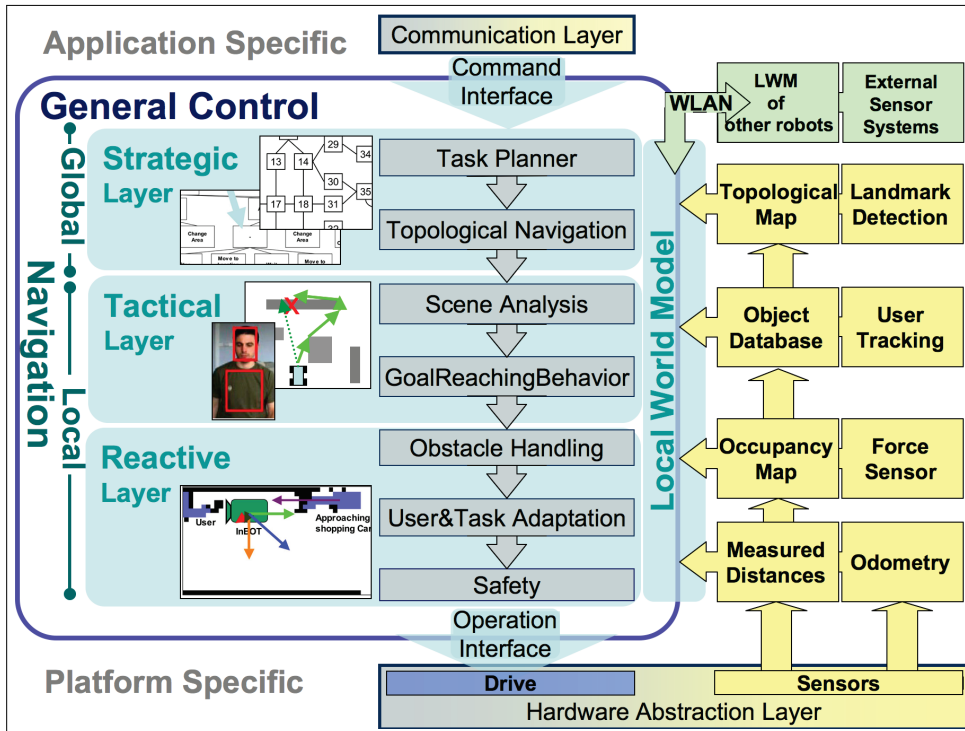 Application Specific
Communication Layer
Command
Interface
General Control
WLAN
LWM
of
other robots
External
Sensor
Systems
Global
Navigation
Local
Strategic
Layer
13
14
29
34
30
35
17
18
31
Change
Area
Change
Area
Move to
Move to
Task Planner
Topological Navigation
Tactical
Layer
Scene Analysis
GoalReachingBehavior
Reactive
Layer
User
InBOT
Approaching
shopping Car
Obstacle Handling
User&Task Adaptation
Safety
Local World Model
Topological
Map
Landmark
Detection
Object
Database
User
Tracking
Occupancy
Map
Force
Sensor
Measured
Distances
Odometry
Operation
Interface
Platform Specific
Drive
Sensors
Hardware Abstraction Layer